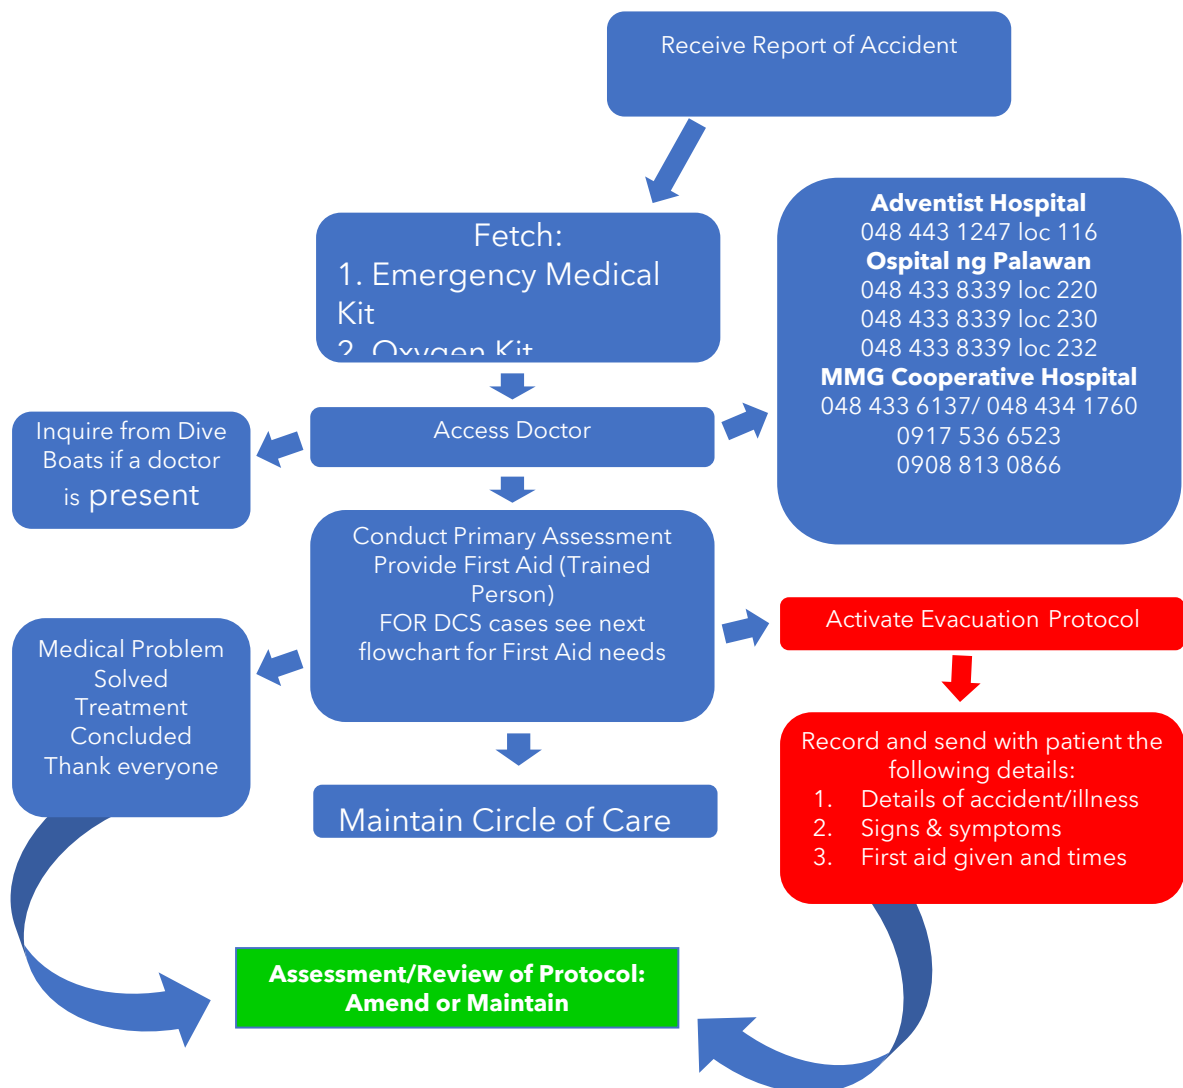 Receive Report of Accident
Fetch:
1. Emergency Medical
Kit
2. Oxygen Kit
Adventist Hospital
048 443 1247 loc 116
Ospital ng Palawan
048 433 8339 loc 220
048 433 8339 loc 230
048 433 8339 loc 232
MMG Cooperative Hospital
048 433 6137/ 048 434 1760
0917 536 6523
0908 813 0866
Access Doctor
Inquire from Dive
Boats if a doctor
is present
Conduct Primary Assessment
Provide First Aid (Trained
Person)
FOR DCS cases see next
flowchart for First Aid needs
Activate Evacuation Protocol
Medical Problem
Solved
Treatment
Concluded
Thank everyone
Record and send with patient the
following details:
1. Details of accident/illness
2. Signs & symptoms
3. First aid given and times
Maintain Circle of Care
Assessment/Review of Protocol:
Amend or Maintain